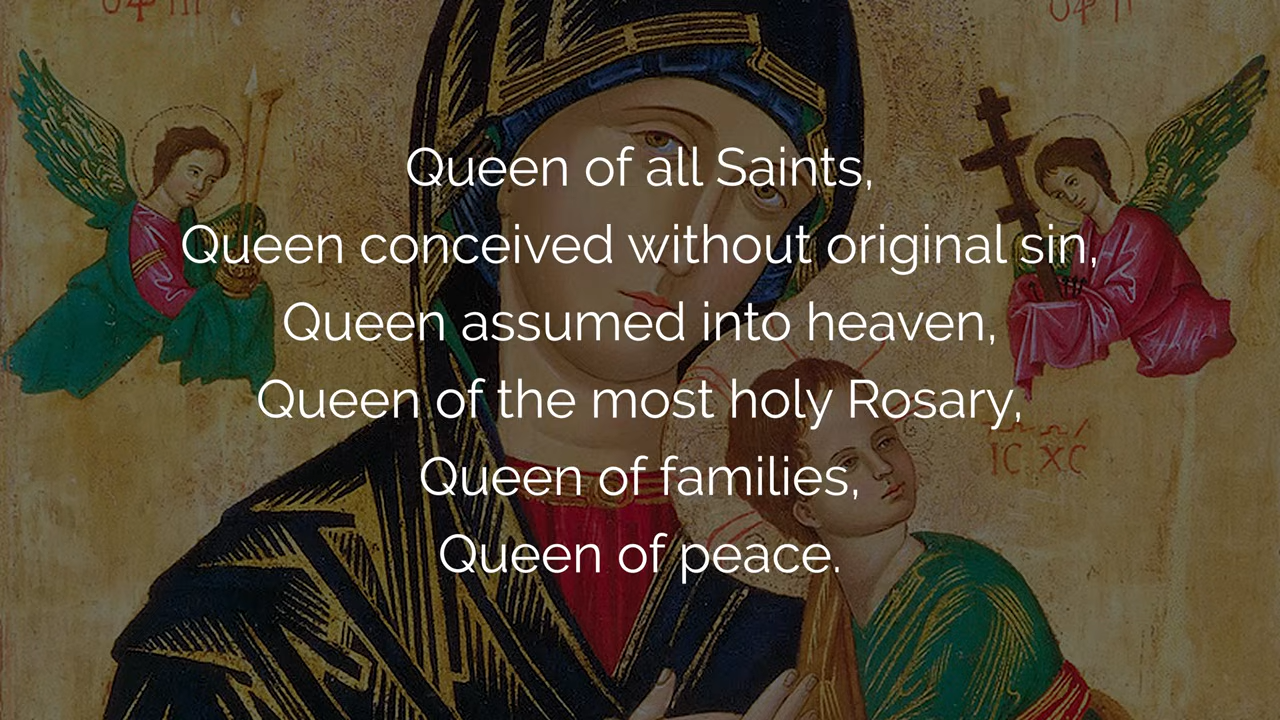 Queen of all Saints,
Queen conceived without original sin,
Queen assumed into heaven,
Queen of the most holy Rosary,
Queen of families,
Queen of peace.
IC XC